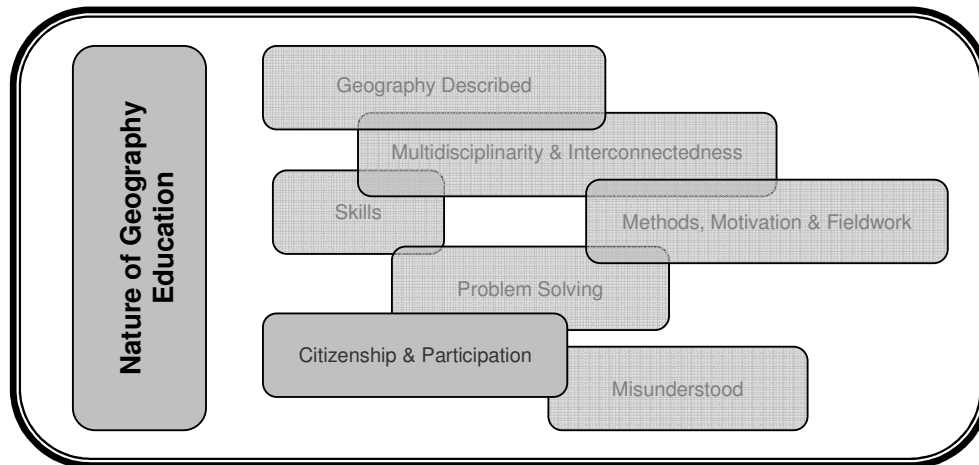 Nature of Geography
Education
Geography Described
Multidisciplinarity & Interconnectedness
Skills
Methods, Motivation & Fieldwork
Problem Solving
Citizenship & Participation
Misunderstood